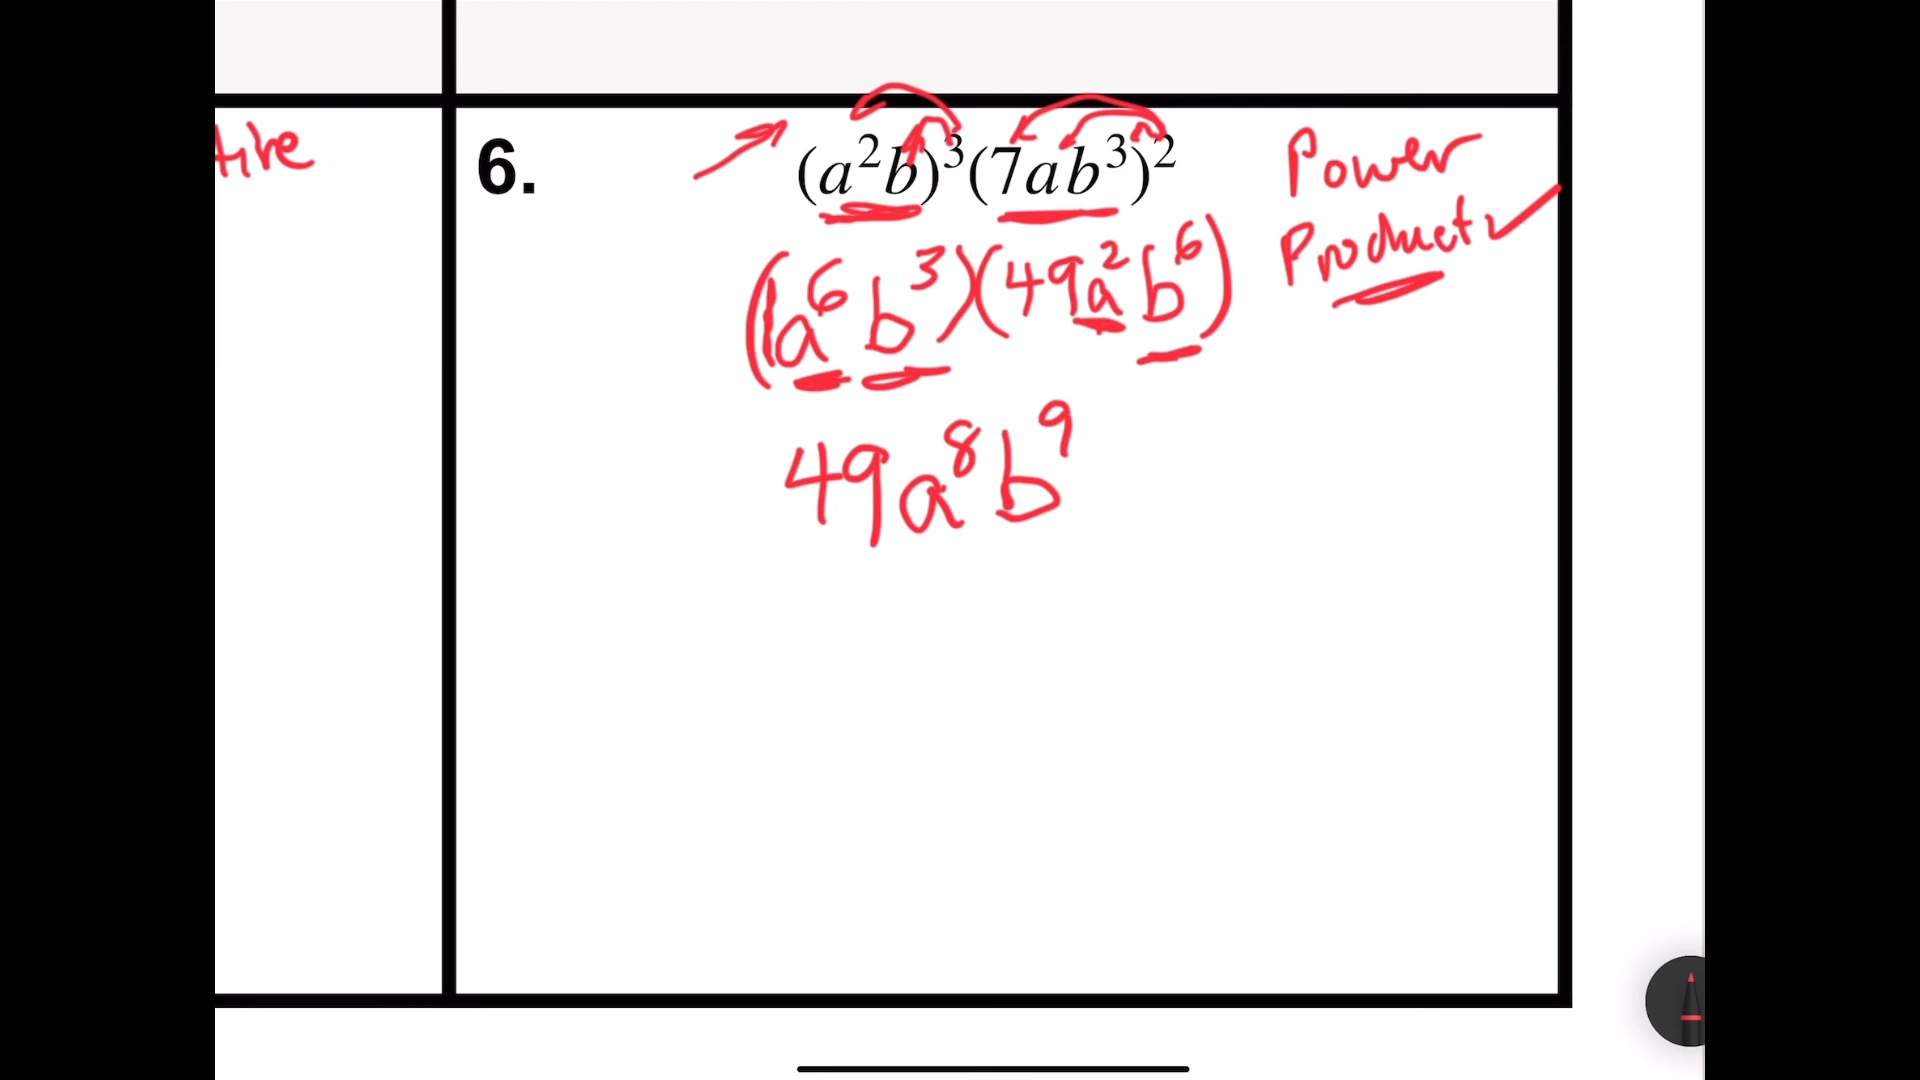 tive
6. (a²b)³(7ab³)²
Power
Product ✓
(1a⁶b³)(49a²b⁶)
49a⁸b⁹